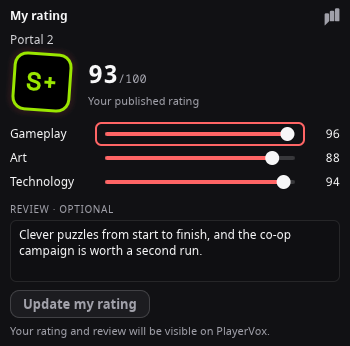 My rating
Portal 2
S+
93/100
Your published rating
Gameplay 96
Art 88
Technology 94
REVIEW · OPTIONAL
Clever puzzles from start to finish, and the co-op
campaign is worth a second run.
Update my rating
Your rating and review will be visible on PlayerVox.